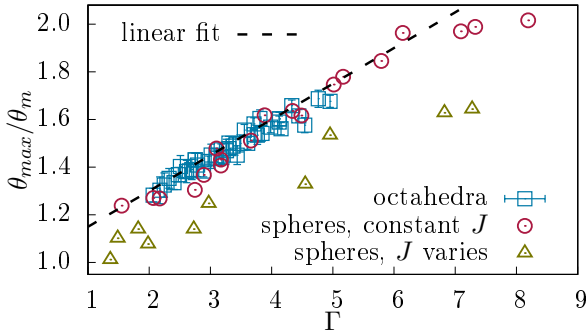 2.0
1.8
1.6
1.4
1.2
1.0
θmax/θm
linear fit
octahedra
spheres, constant J
spheres, J varies
1 2 3 4 5 6 7 8 9
Γ